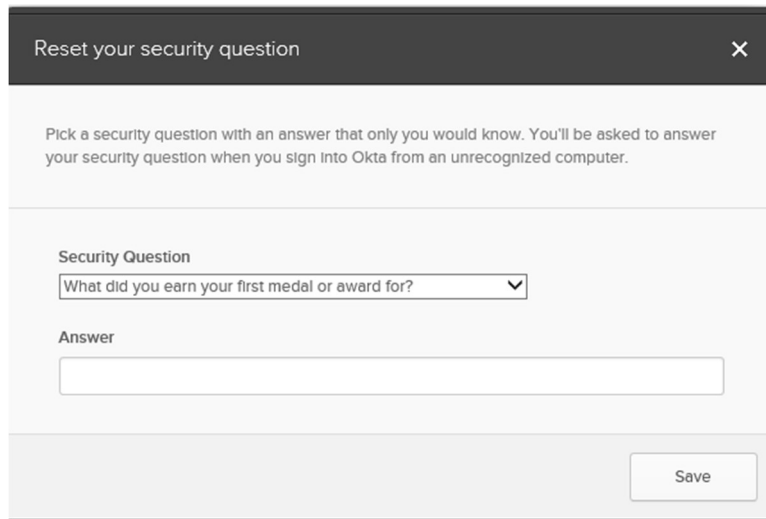 Reset your security question
Pick a security question with an answer that only you would know. You'll be asked to answer
your security question when you sign into Okta from an unrecognized computer.
Security Question
What did you earn your first medal or award for?
Answer
Save